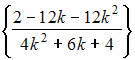 {(2 − 12k − 12k²)/(4k² + 6k + 4)}